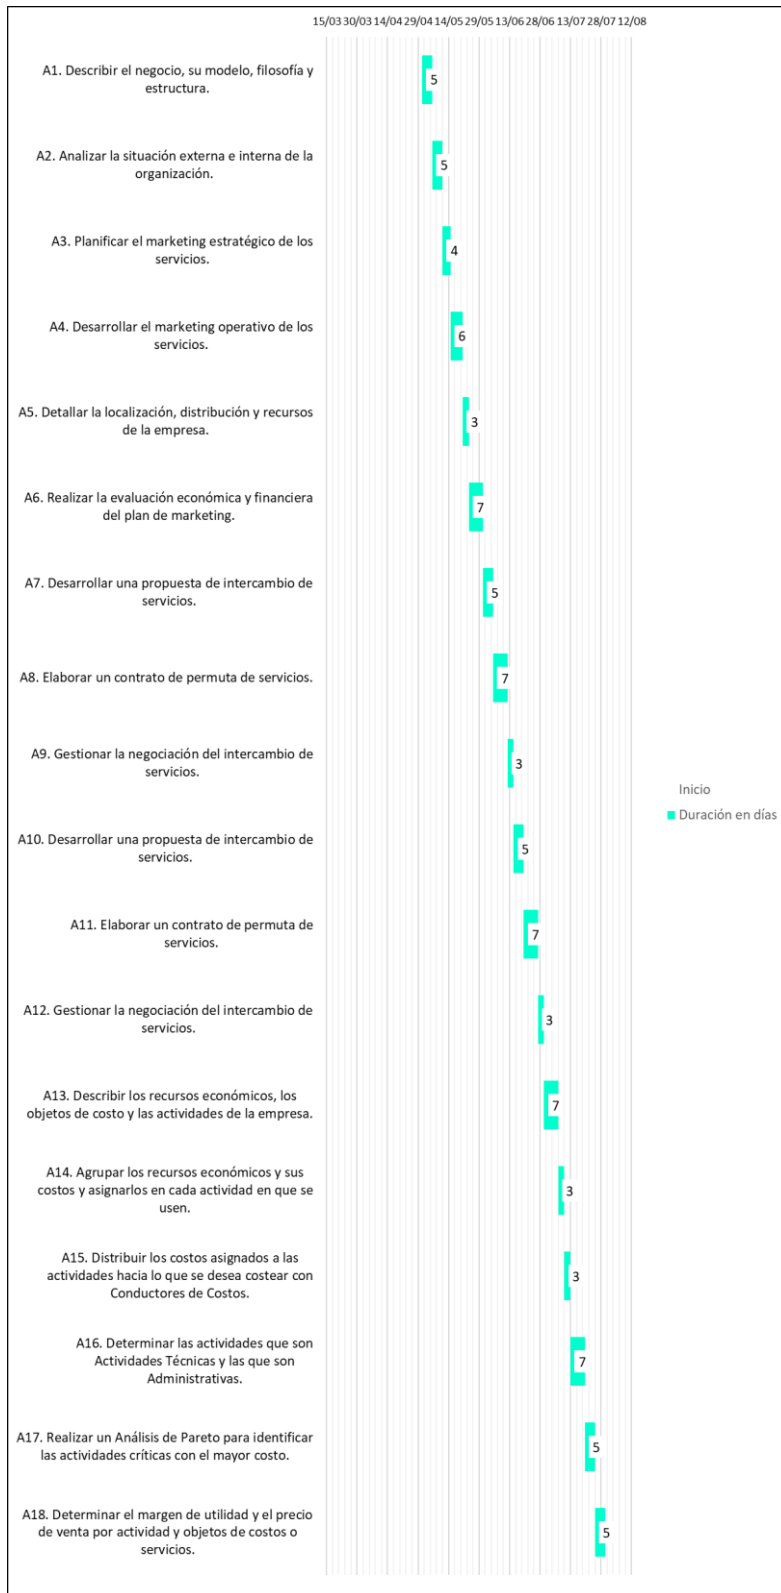 15/03 30/03 14/04 29/04 14/05 29/05 13/06 28/06 13/07 28/07 12/08
A1. Describir el negocio, su modelo, filosofía y
estructura.
5
A2. Analizar la situación externa e interna de la
organización.
5
A3. Planificar el marketing estratégico de los
servicios.
4
A4. Desarrollar el marketing operativo de los
servicios.
6
A5. Detallar la localización, distribución y recursos
de la empresa.
3
A6. Realizar la evaluación económica y financiera
del plan de marketing.
7
A7. Desarrollar una propuesta de intercambio de
servicios.
5
A8. Elaborar un contrato de permuta de servicios.
7
A9. Gestionar la negociación del intercambio de
servicios.
3
Inicio
Duración en días
A10. Desarrollar una propuesta de intercambio de
servicios.
5
A11. Elaborar un contrato de permuta de
servicios.
7
A12. Gestionar la negociación del intercambio de
servicios.
3
A13. Describir los recursos económicos, los
objetos de costo y las actividades de la empresa.
7
A14. Agrupar los recursos económicos y sus
costos y asignarlos en cada actividad en que se
usen.
3
A15. Distribuir los costos asignados a las
actividades hacia lo que se desea costear con
Conductores de Costos.
3
A16. Determinar las actividades que son
Actividades Técnicas y las que son
Administrativas.
7
A17. Realizar un Análisis de Pareto para identificar
las actividades críticas con el mayor costo.
5
A18. Determinar el margen de utilidad y el precio
de venta por actividad y objetos de costos o
servicios.
5